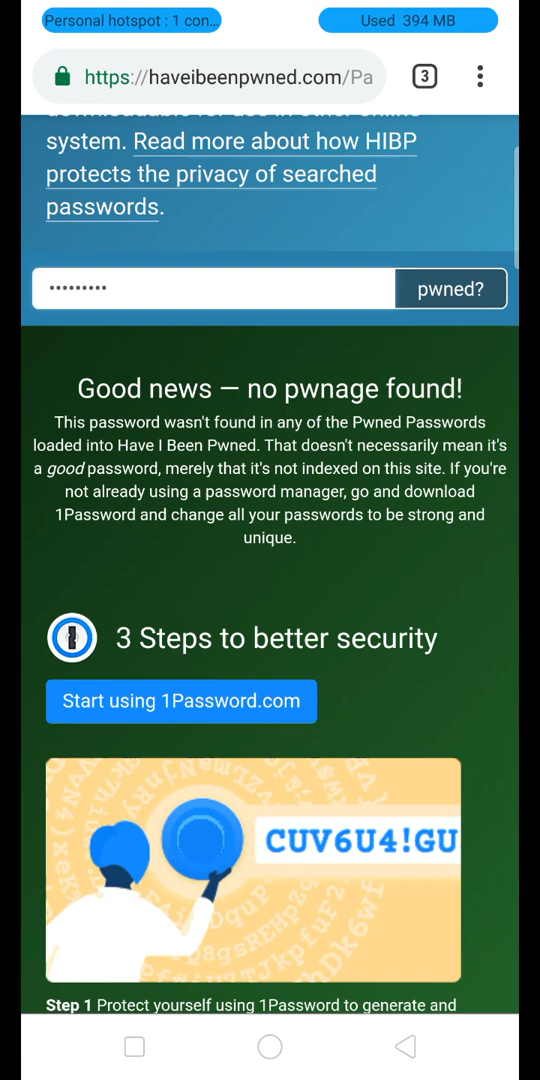 Personal hotspot : 1 con...
Used 394 MB
https://haveibeenpwned.com/Pa
3
system. Read more about how HIBP
protects the privacy of searched
passwords.
•••••••••
pwned?
Good news — no pwnage found!
This password wasn't found in any of the Pwned Passwords
loaded into Have I Been Pwned. That doesn't necessarily mean it's
a good password, merely that it's not indexed on this site. If you're
not already using a password manager, go and download
1Password and change all your passwords to be strong and
unique.
3 Steps to better security
Start using 1Password.com
CUV6U4!GU
Step 1 Protect yourself using 1Password to generate and